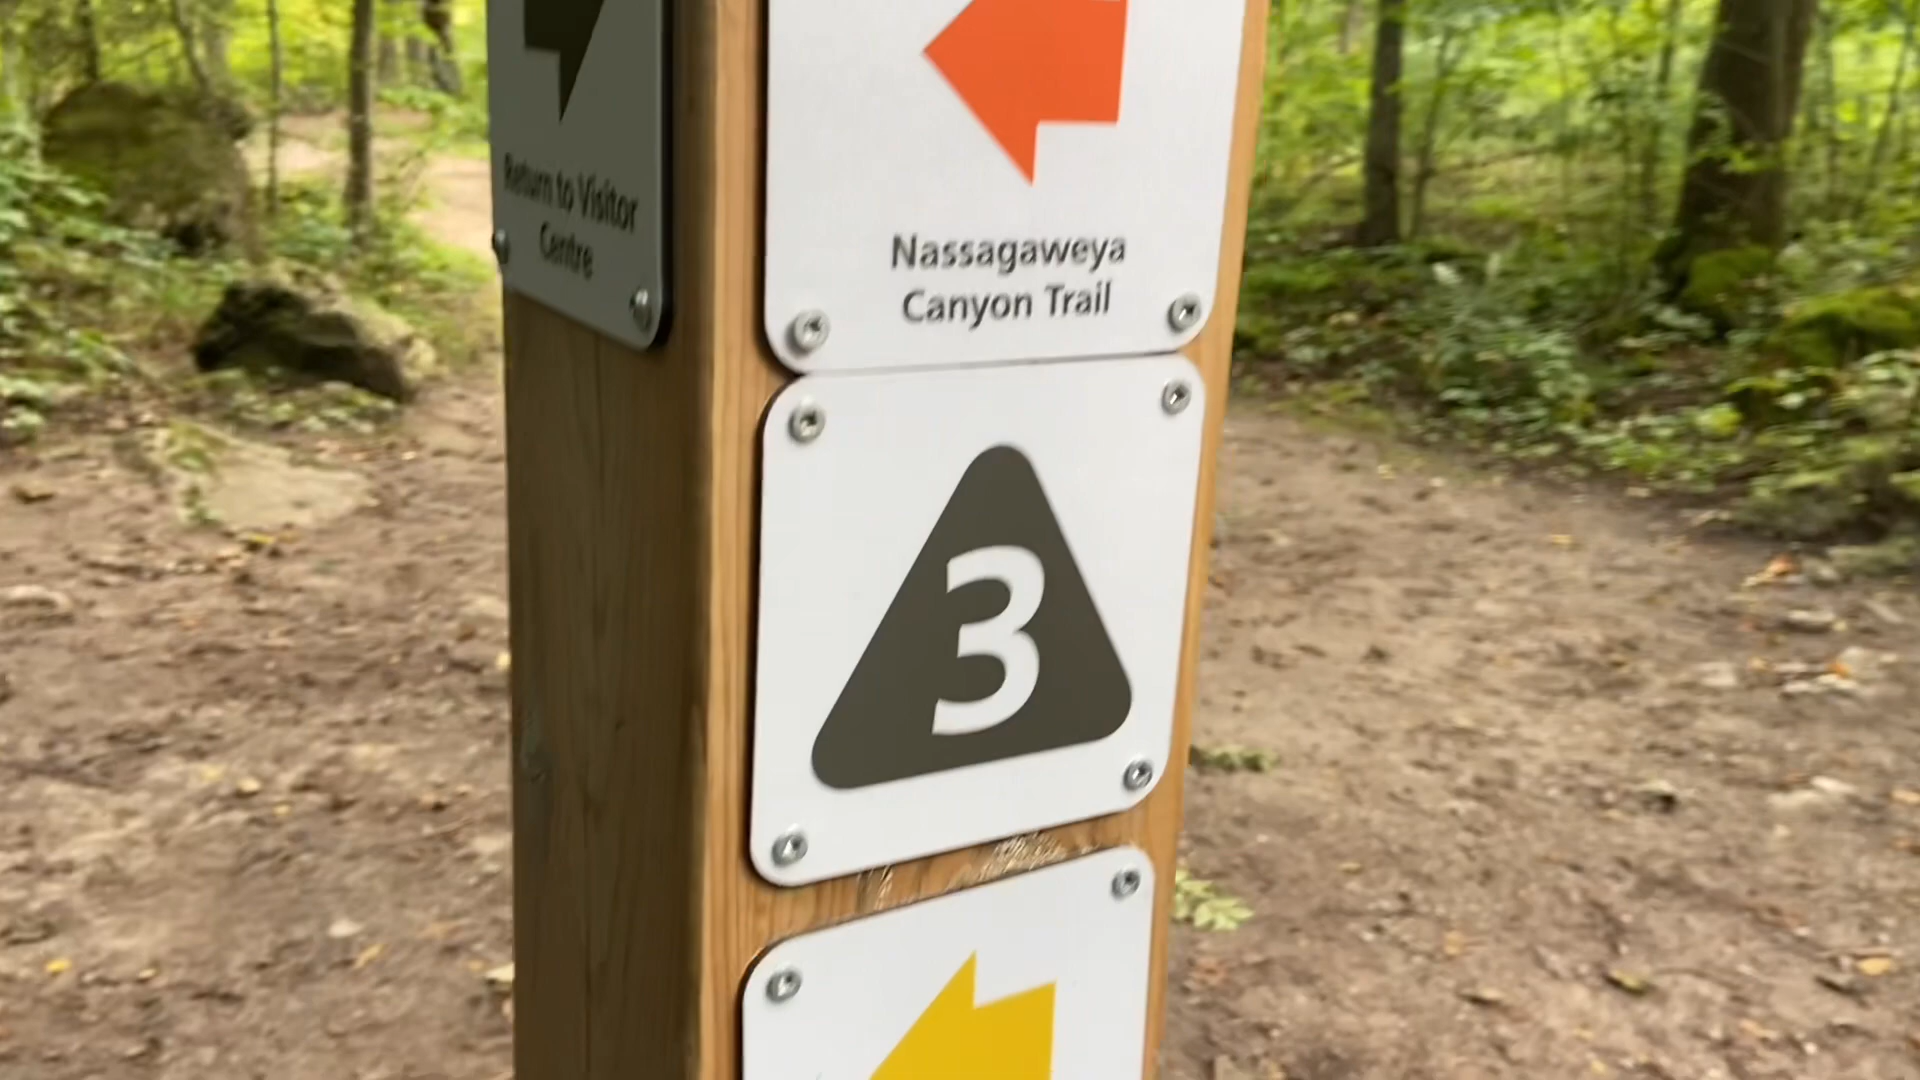 Return to Visitor
Centre
Nassagaweya
Canyon Trail
3